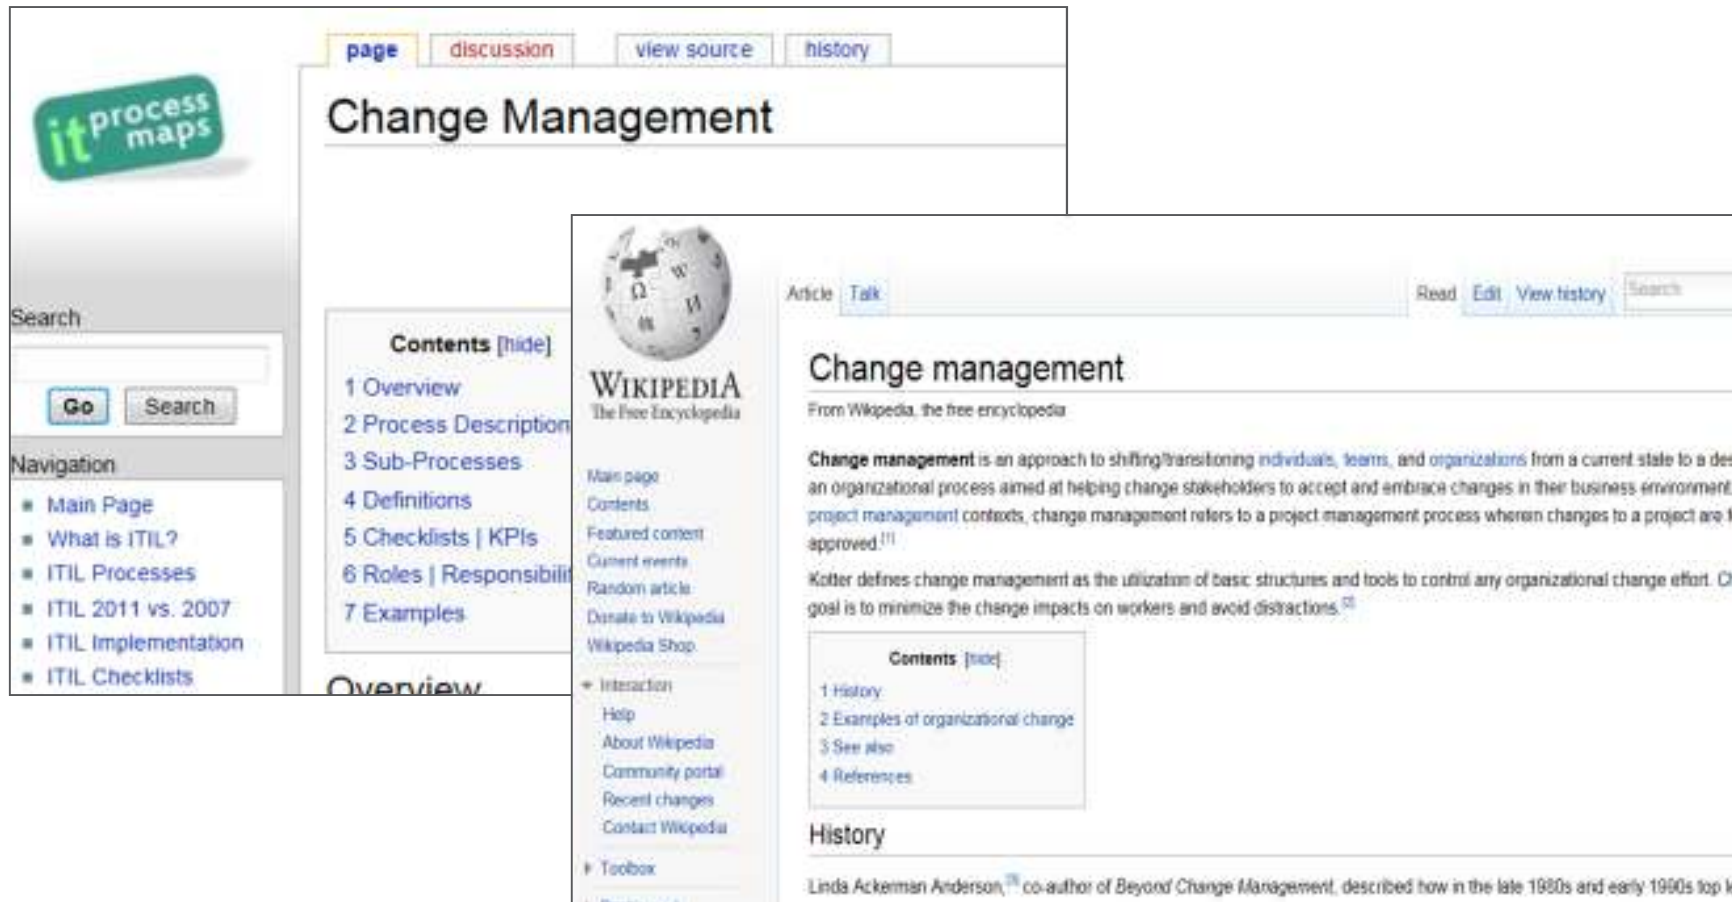 page
discussion
view source
history
it process maps
Change Management
Search
Go
Search
Navigation
Main Page
What is ITIL?
ITIL Processes
ITIL 2011 vs. 2007
ITIL Implementation
ITIL Checklists
Contents [hide]
1 Overview
2 Process Description
3 Sub-Processes
4 Definitions
5 Checklists | KPIs
6 Roles | Responsibili
7 Examples
Overview
WIKIPEDIA
The Free Encyclopedia
Main page
Contents
Featured content
Current events
Random article
Donate to Wikipedia
Wikipedia Shop
Interaction
Help
About Wikipedia
Community portal
Recent changes
Contact Wikipedia
Toolbox
Article Talk
Read Edit View history Search
Change management
From Wikipedia, the free encyclopedia
Change management is an approach to shifting/transitioning individuals, teams, and organizations from a current state to a des
an organizational process aimed at helping change stakeholders to accept and embrace changes in their business environment
project management contexts, change management refers to a project management process wherein changes to a project are f
approved.[1]
Kotter defines change management as the utilization of basic structures and tools to control any organizational change effort. Ch
goal is to minimize the change impacts on workers and avoid distractions.[2]
Contents [hide]
1 History
2 Examples of organizational change
3 See also
4 References
History
Linda Ackerman Anderson,[3] co-author of Beyond Change Management, described how in the late 1980s and early 1990s top le